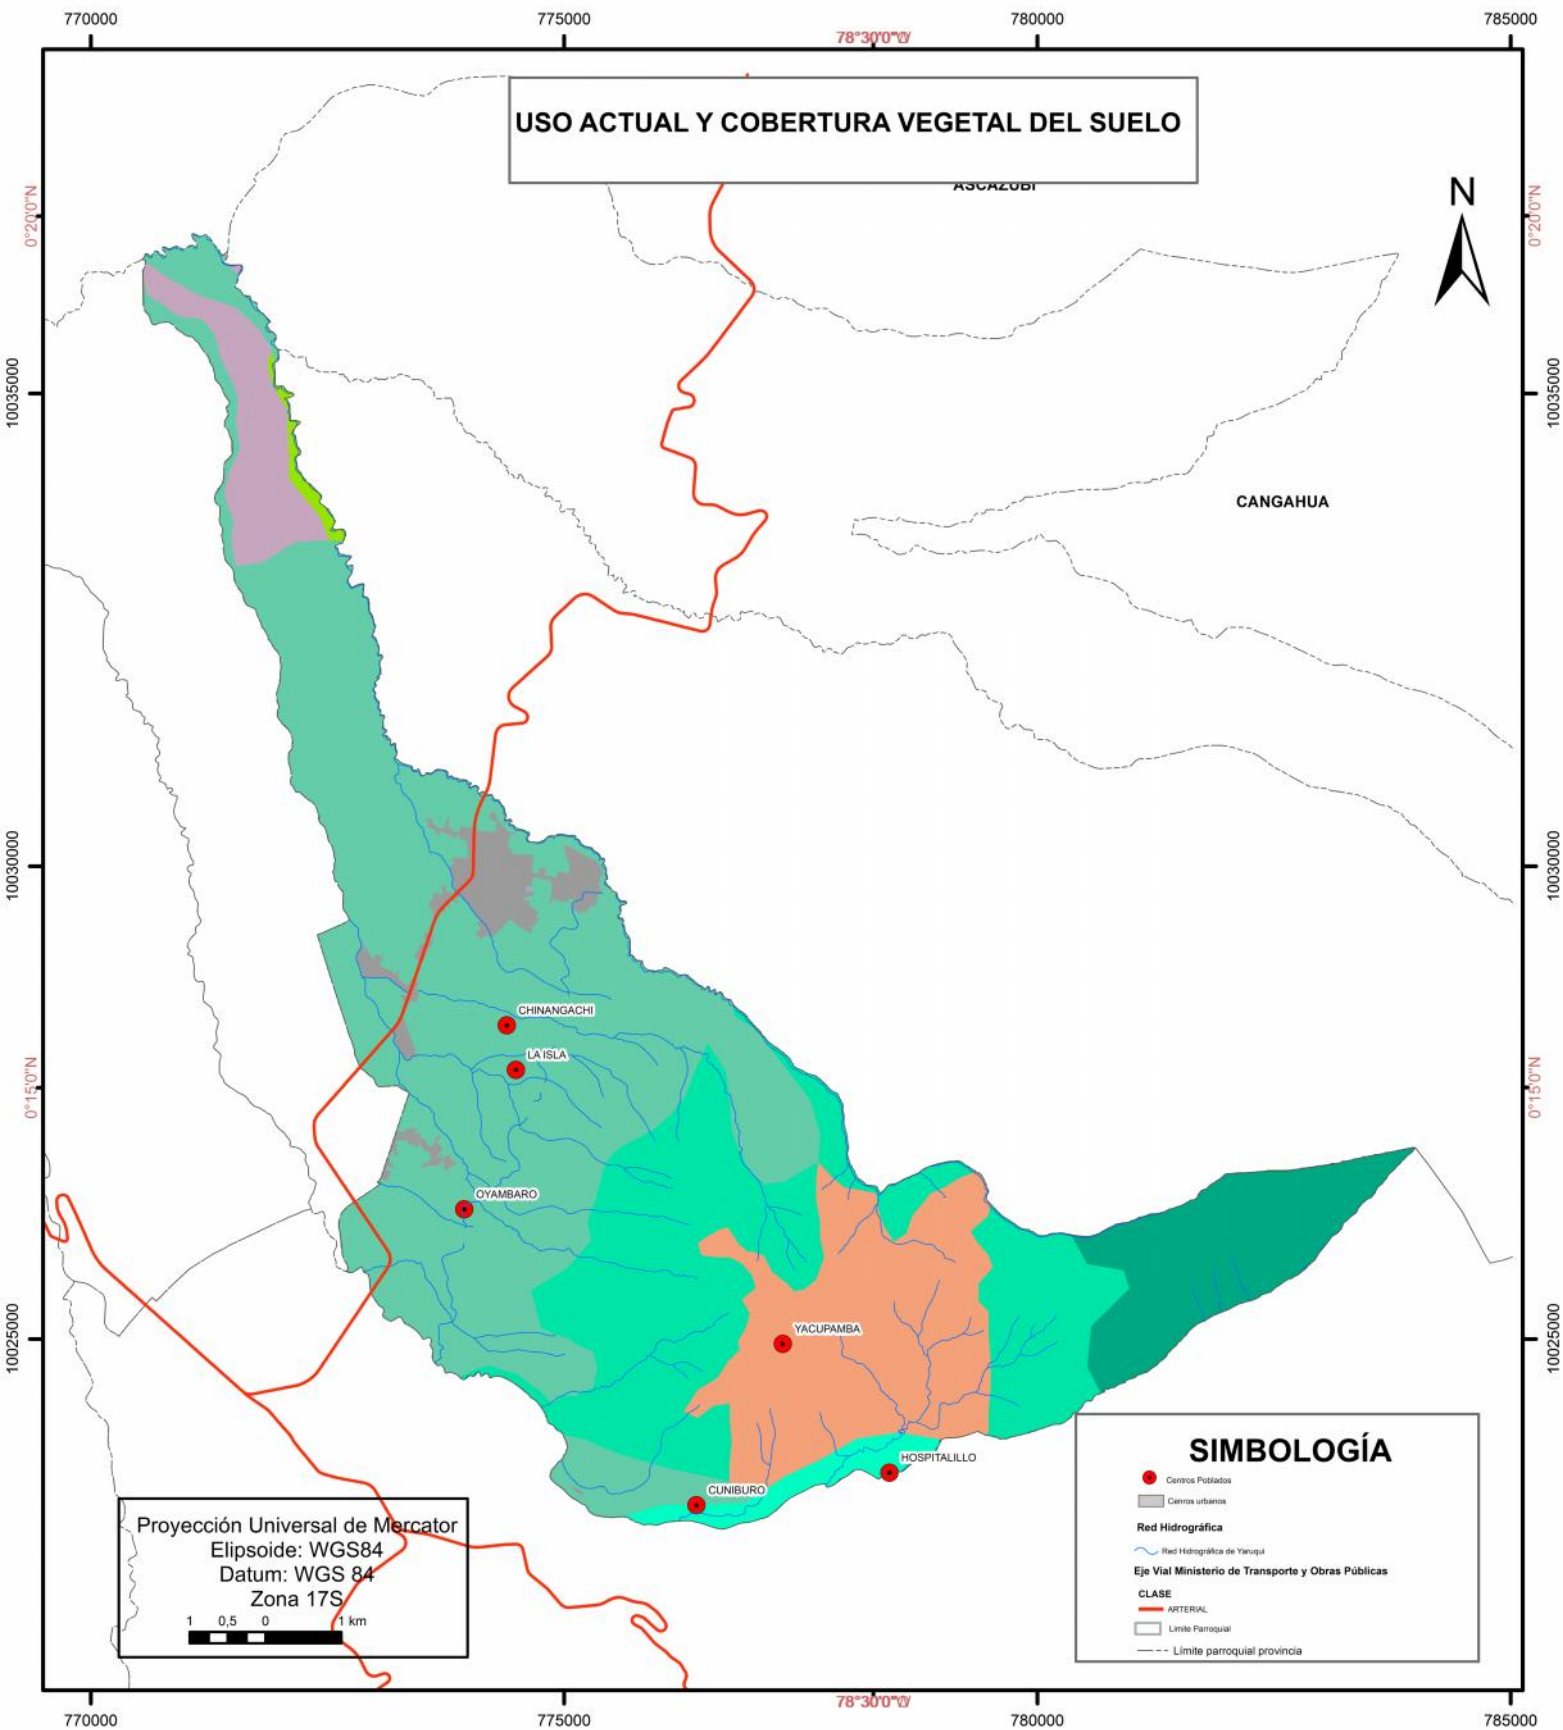 770000
775000
780000
785000
78°30'0"W
USO ACTUAL Y COBERTURA VEGETAL DEL SUELO
ASCAZUBI
N
0°20'0"N
0°20'0"N
10035000
10035000
CANGAHUA
10030000
10030000
CHINANGACHI
LA ISLA
0°15'0"N
0°15'0"N
OYAMBARO
YACUPAMBA
10025000
10025000
HOSPITALILLO
CUNIBURO
Proyección Universal de Mercator
Elipsoide: WGS84
Datum: WGS 84
Zona 17S
1 0,5 0 1 km
SIMBOLOGÍA
Centros Poblados
Cenros urbanos
Red Hidrográfica
Red Hidrográfica de Yaruqui
Eje Vial Ministerio de Transporte y Obras Públicas
CLASE
ARTERIAL
Limite Parroquial
Límite parroquial provincia
78°30'0"W
770000
775000
780000
785000